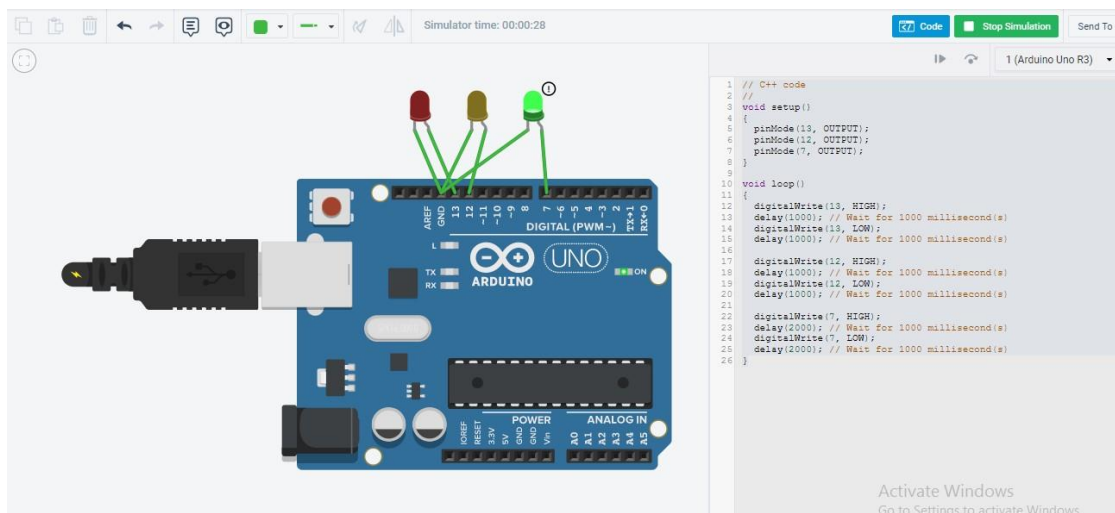 Simulator time: 00:00:28
Code
Stop Simulation
Send To
1 (Arduino Uno R3)
1 // C++ code
2 //
3 void setup()
4 {
5 pinMode(13, OUTPUT);
6 pinMode(12, OUTPUT);
7 pinMode(7, OUTPUT);
8 }
9
10 void loop()
11 {
12 digitalWrite(13, HIGH);
13 delay(1000); // Wait for 1000 millisecond(s)
14 digitalWrite(13, LOW);
15 delay(1000); // Wait for 1000 millisecond(s)
16
17 digitalWrite(12, HIGH);
18 delay(1000); // Wait for 1000 millisecond(s)
19 digitalWrite(12, LOW);
20 delay(1000); // Wait for 1000 millisecond(s)
21
22 digitalWrite(7, HIGH);
23 delay(2000); // Wait for 1000 millisecond(s)
24 digitalWrite(7, LOW);
25 delay(2000); // Wait for 1000 millisecond(s)
26 }
AREF
GND
13
12
~11
~10
~9
8
7
~6
~5
4
~3
2
TX→1
RX←0
DIGITAL (PWM~)
L
TX
RX
UNO
ARDUINO
ON
POWER
ANALOG IN
IOREF
RESET
3.3V
5V
GND
GND
Vin
A0
A1
A2
A3
A4
A5
Activate Windows
Go to Settings to activate Windows.